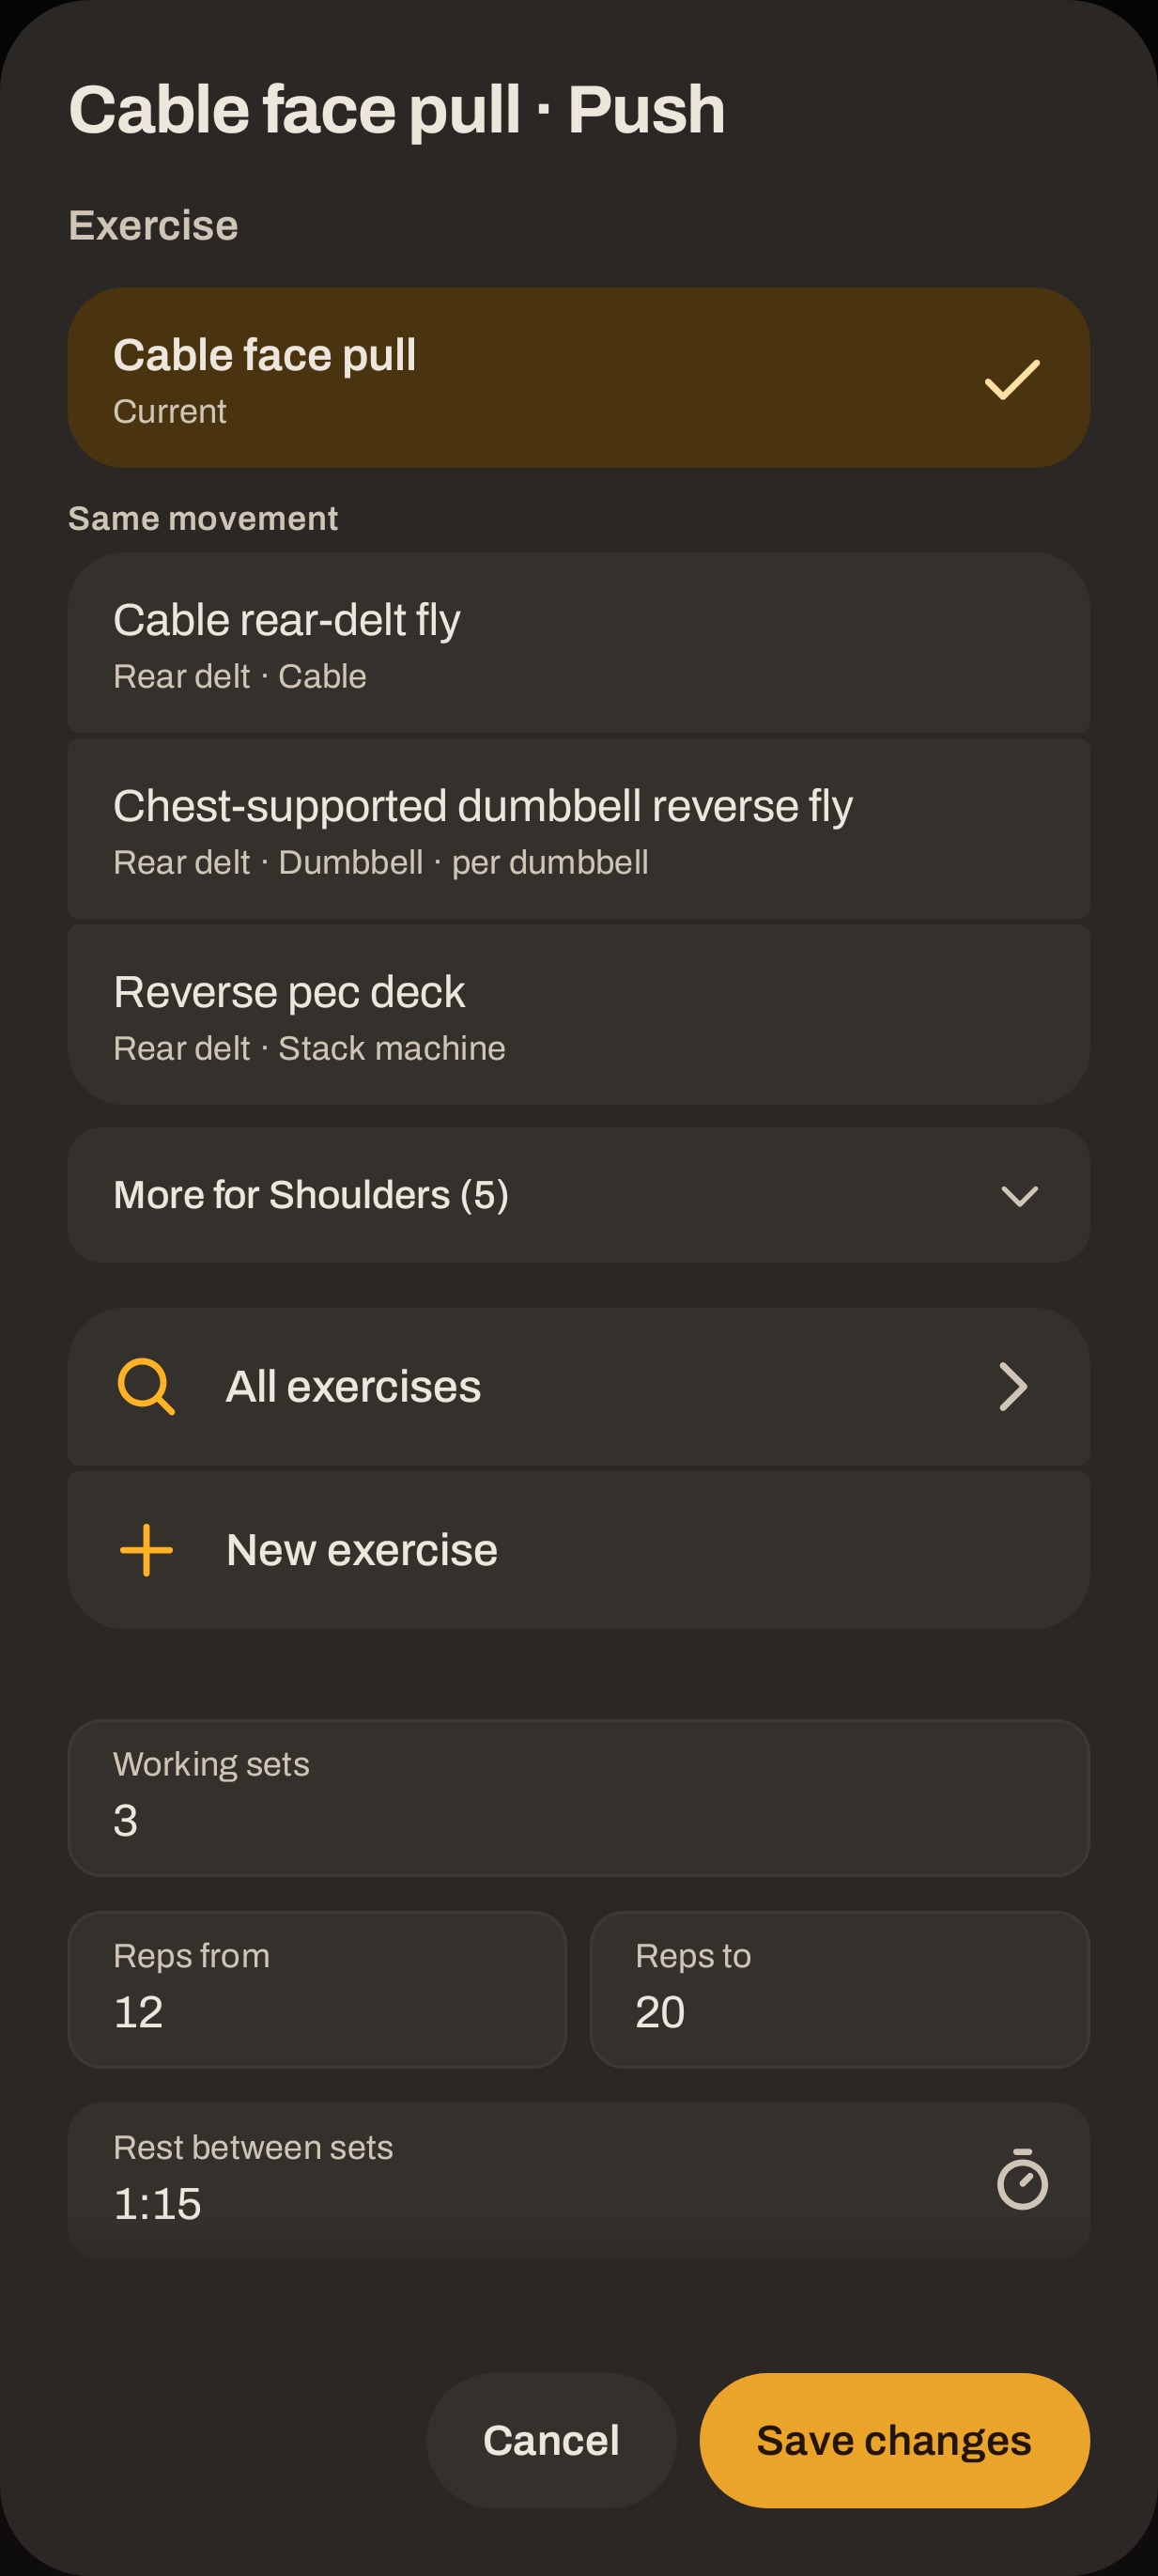 Cable face pull · Push
Exercise
Cable face pull
Current
Same movement
Cable rear-delt fly
Rear delt · Cable
Chest-supported dumbbell reverse fly
Rear delt · Dumbbell · per dumbbell
Reverse pec deck
Rear delt · Stack machine
More for Shoulders (5)
All exercises
New exercise
Working sets
3
Reps from
12
Reps to
20
Rest between sets
1:15
Cancel
Save changes